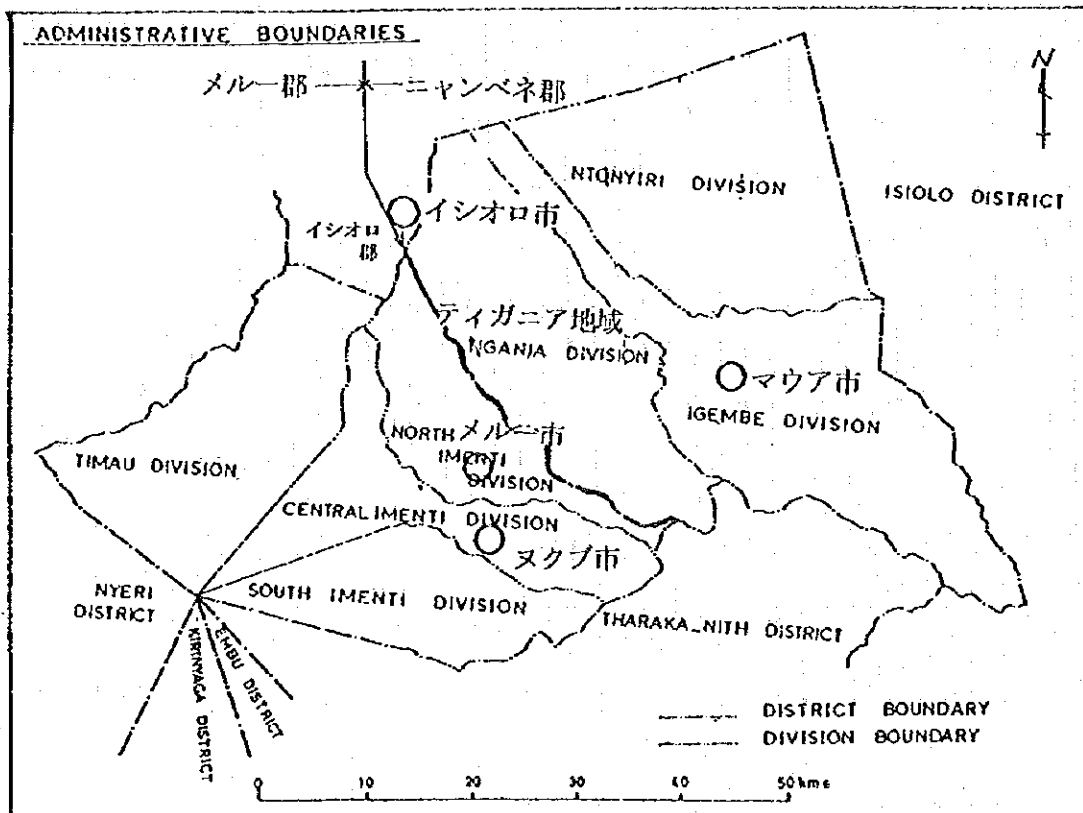 ADMINISTRATIVE BOUNDARIES
N
メルー郡
ニャンベネ郡
NTONYIRI DIVISION
ISIOLO DISTRICT
イシオロ市
イシオロ
郡
ティガニア地域
NGANJA DIVISION
マウア市
IGEMBE DIVISION
NORTH メルー市
IMENTI
DIVISION
TIMAU DIVISION
CENTRAL IMENTI DIVISION
ヌクブ市
NYERI
DISTRICT
SOUTH IMENTI DIVISION
THARAKA_NITH DISTRICT
EMBU DISTRICT
KIRINYAGA DISTRICT
DISTRICT BOUNDARY
DIVISION BOUNDARY
0 10 20 30 40 50 kms